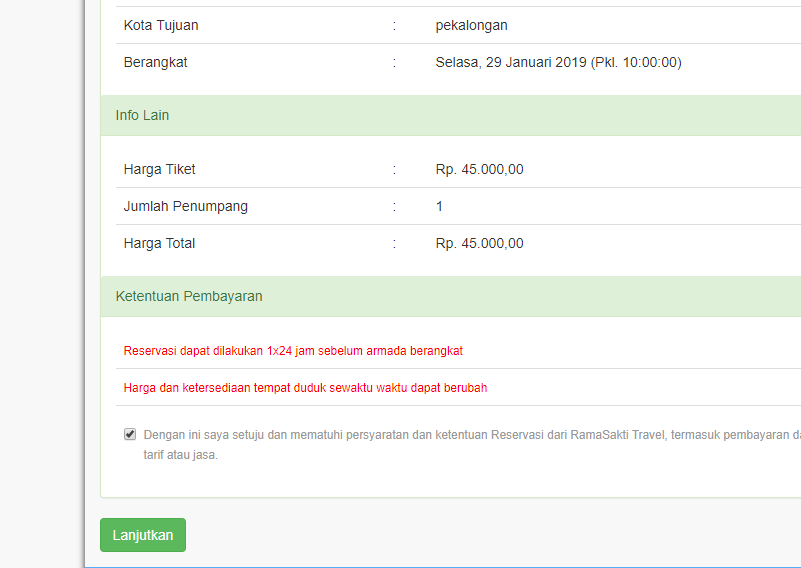 Kota Tujuan : pekalongan
Berangkat : Selasa, 29 Januari 2019 (Pkl. 10:00:00)
Info Lain
Harga Tiket : Rp. 45.000,00
Jumlah Penumpang : 1
Harga Total : Rp. 45.000,00
Ketentuan Pembayaran
Reservasi dapat dilakukan 1x24 jam sebelum armada berangkat
Harga dan ketersediaan tempat duduk sewaktu waktu dapat berubah
Dengan ini saya setuju dan mematuhi persyaratan dan ketentuan Reservasi dari RamaSakti Travel, termasuk pembayaran
tarif atau jasa.
Lanjutkan